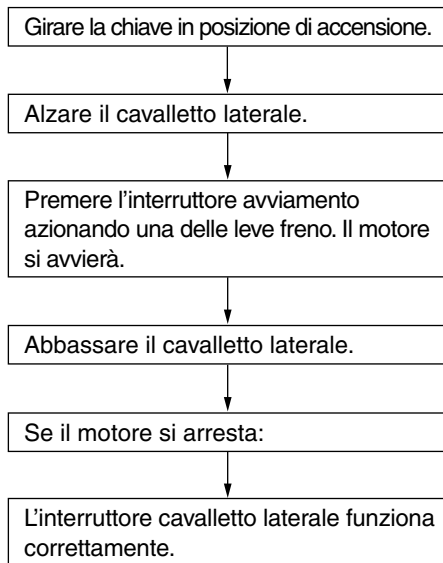 Girare la chiave in posizione di accensione.
Alzare il cavalletto laterale.
Premere l’interruttore avviamento
azionando una delle leve freno. Il motore
si avvierà.
Abbassare il cavalletto laterale.
Se il motore si arresta:
L’interruttore cavalletto laterale funziona
correttamente.